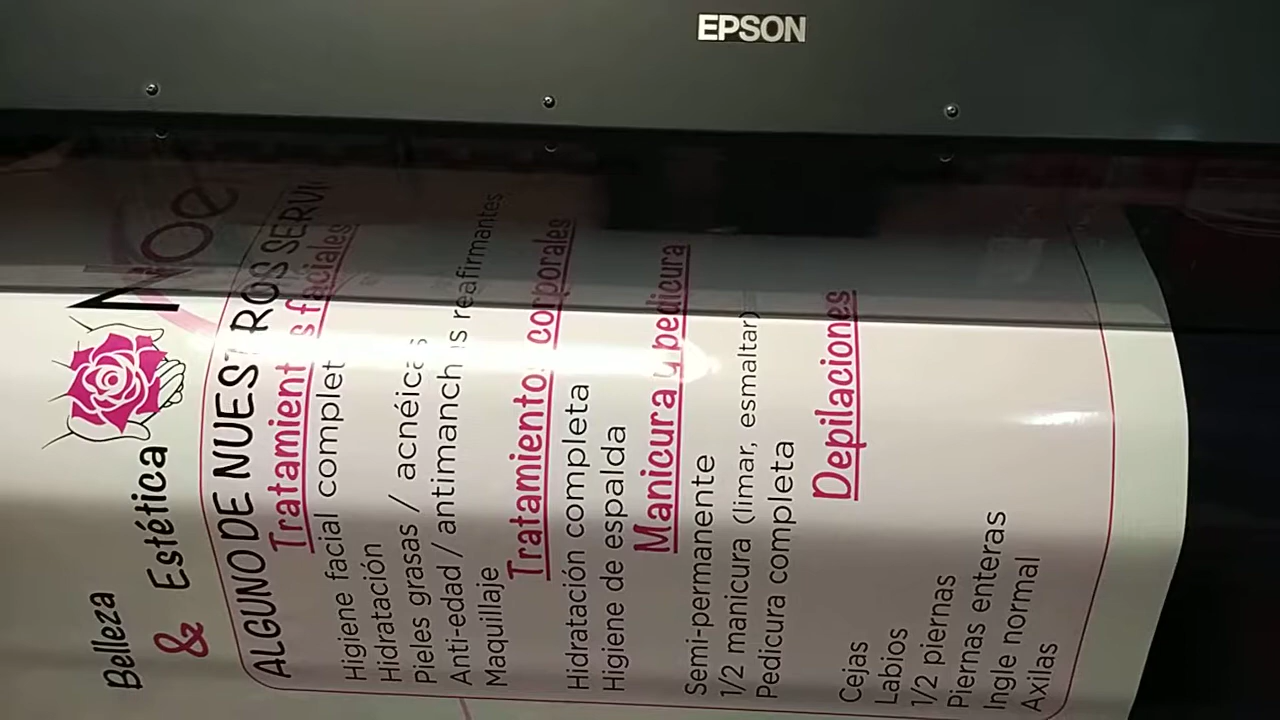 EPSON
Belleza
& Estética
Noe
ALGUNO DE NUESTROS
Tratamient s faciales
Higiene facial complet
Hidratación
Pieles grasas / acnéicas
Anti-edad / antimanch s reafirmantes
Maquillaje
Tratamiento corporales
Hidratación completa
Higiene de espalda
Manicura y pedicura
Semi-permanente
1/2 manicura (limar, esmaltar)
Pedicura completa
Depilaciones
Cejas
Labios
1/2 piernas
Piernas enteras
Ingle normal
Axilas